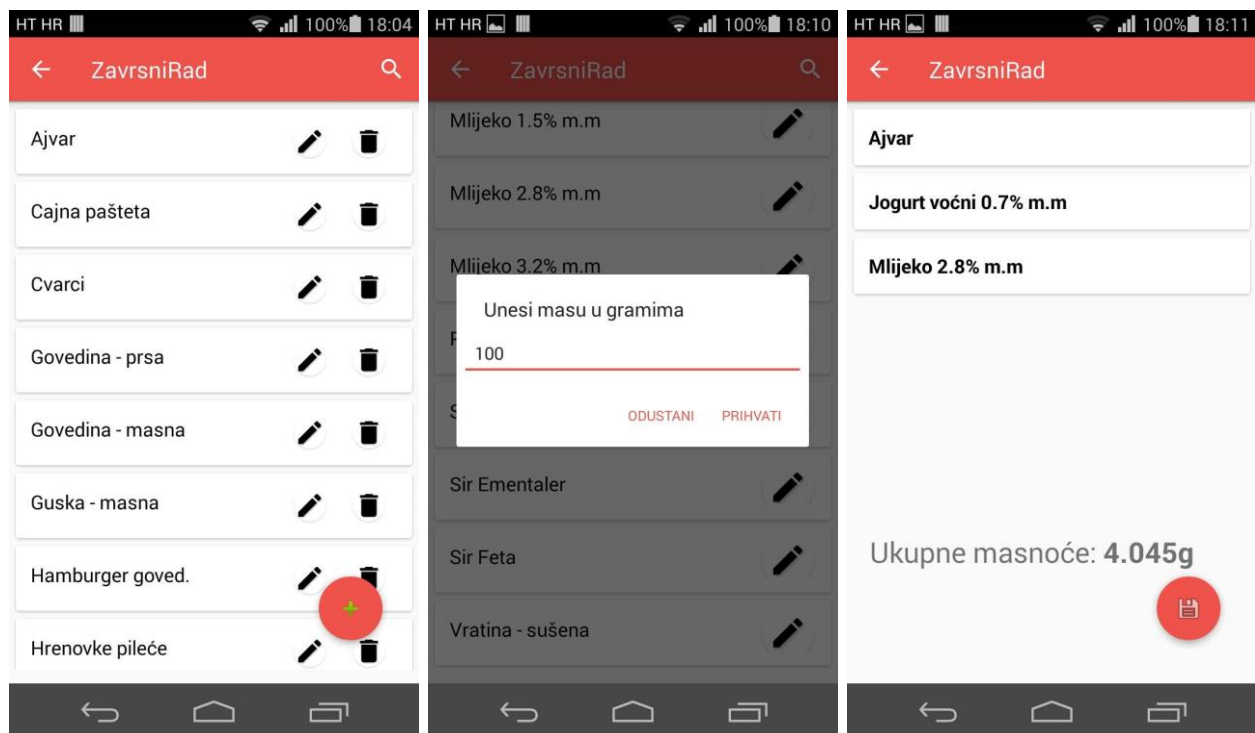 HT HR 100% 18:04
ZavrsniRad
Ajvar
Cajna pašteta
Cvarci
Govedina - prsa
Govedina - masna
Guska - masna
Hamburger goved.
Hrenovke pileće
HT HR 100% 18:10
ZavrsniRad
Mlijeko 1.5% m.m
Mlijeko 2.8% m.m
Mlijeko 3.2% m.m
Unesi masu u gramima
100
ODUSTANI PRIHVATI
Sir Ementaler
Sir Feta
Vratina - sušena
HT HR 100% 18:11
ZavrsniRad
Ajvar
Jogurt voćni 0.7% m.m
Mlijeko 2.8% m.m
Ukupne masnoće: 4.045g